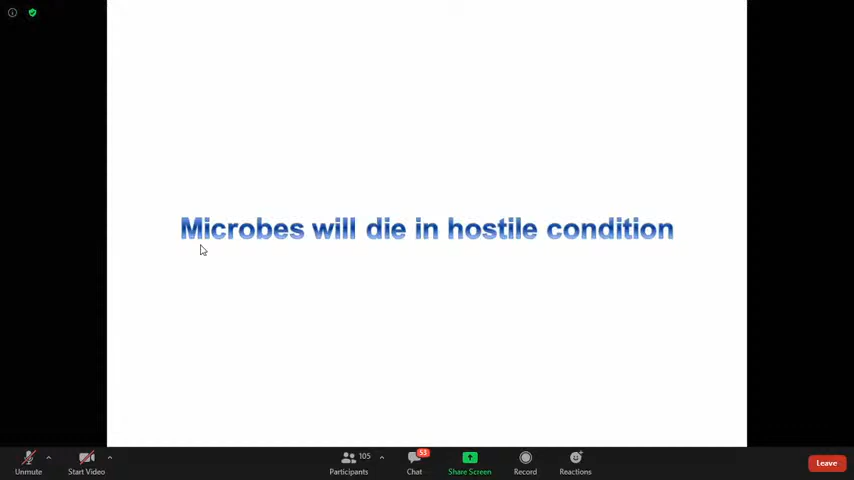 Microbes will die in hostile condition
105
53
Unmute
Start Video
Participants
Chat
Share Screen
Record
Reactions
Leave